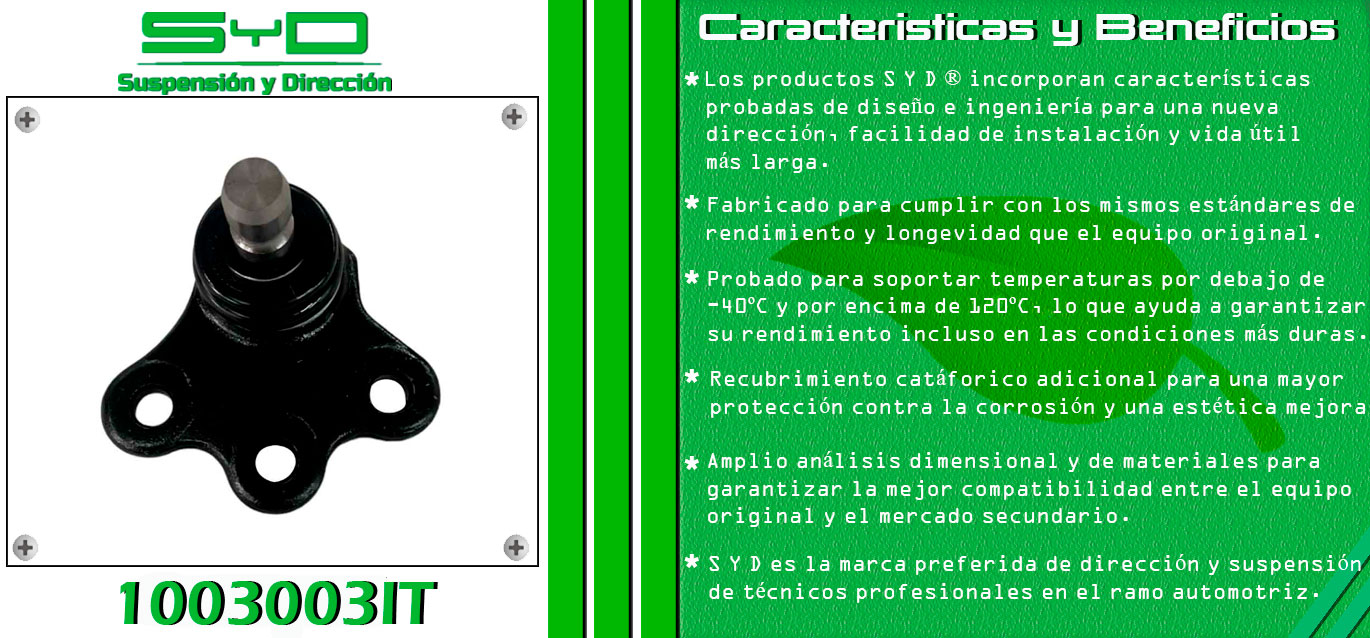 SYD
Suspensión y Dirección
1003003IT
Caracteristicas y Beneficios
* Los productos S Y D ® incorporan características
probadas de diseño e ingeniería para una nueva
dirección, facilidad de instalación y vida útil
más larga.
* Fabricado para cumplir con los mismos estándares de
rendimiento y longevidad que el equipo original.
* Probado para soportar temperaturas por debajo de
-40°C y por encima de 120°C, lo que ayuda a garantizar
su rendimiento incluso en las condiciones más duras.
* Recubrimiento catáforico adicional para una mayor
protección contra la corrosión y una estética mejora
* Amplio análisis dimensional y de materiales para
garantizar la mejor compatibilidad entre el equipo
original y el mercado secundario.
* S Y D es la marca preferida de dirección y suspensión
de técnicos profesionales en el ramo automotriz.